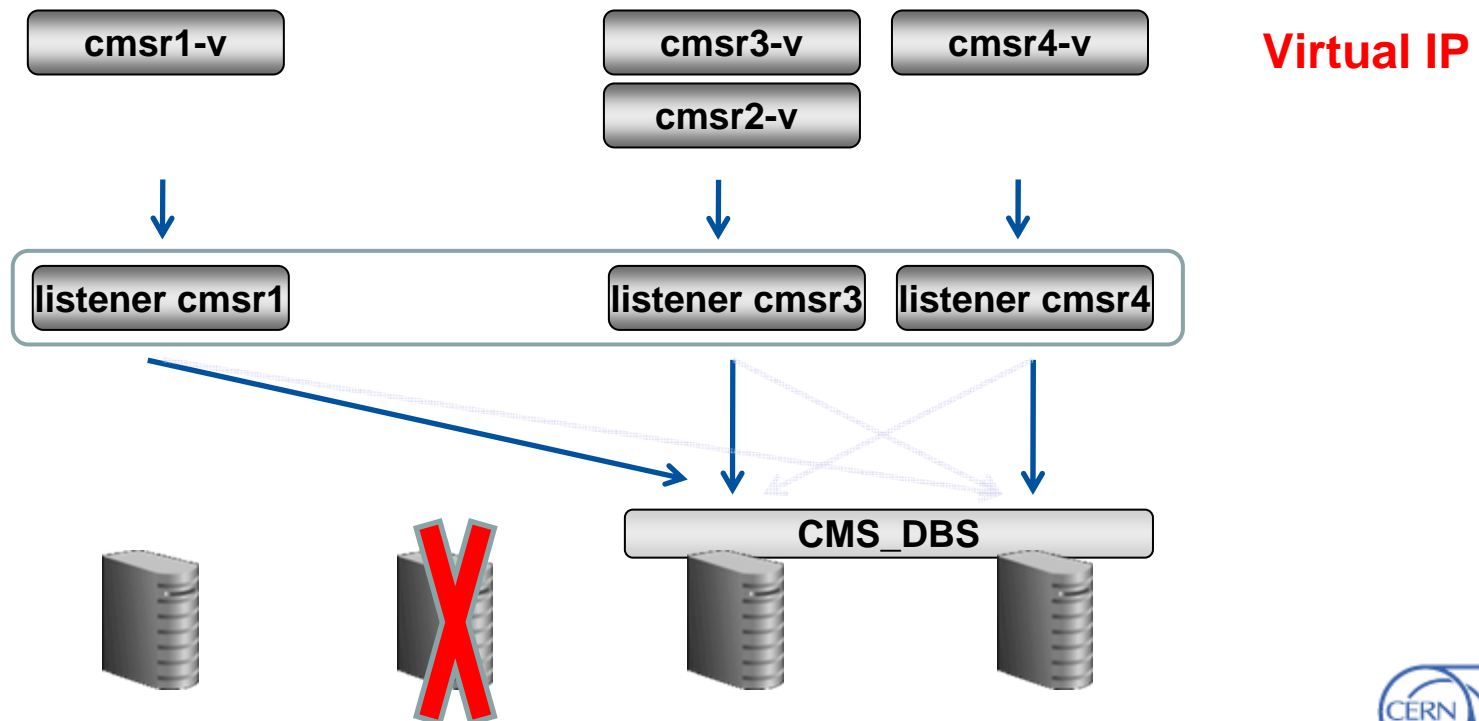 cmsr1-v
cmsr3-v
cmsr4-v
Virtual IP
cmsr2-v
listener cmsr1
listener cmsr3
listener cmsr4
CMS_DBS
CERN